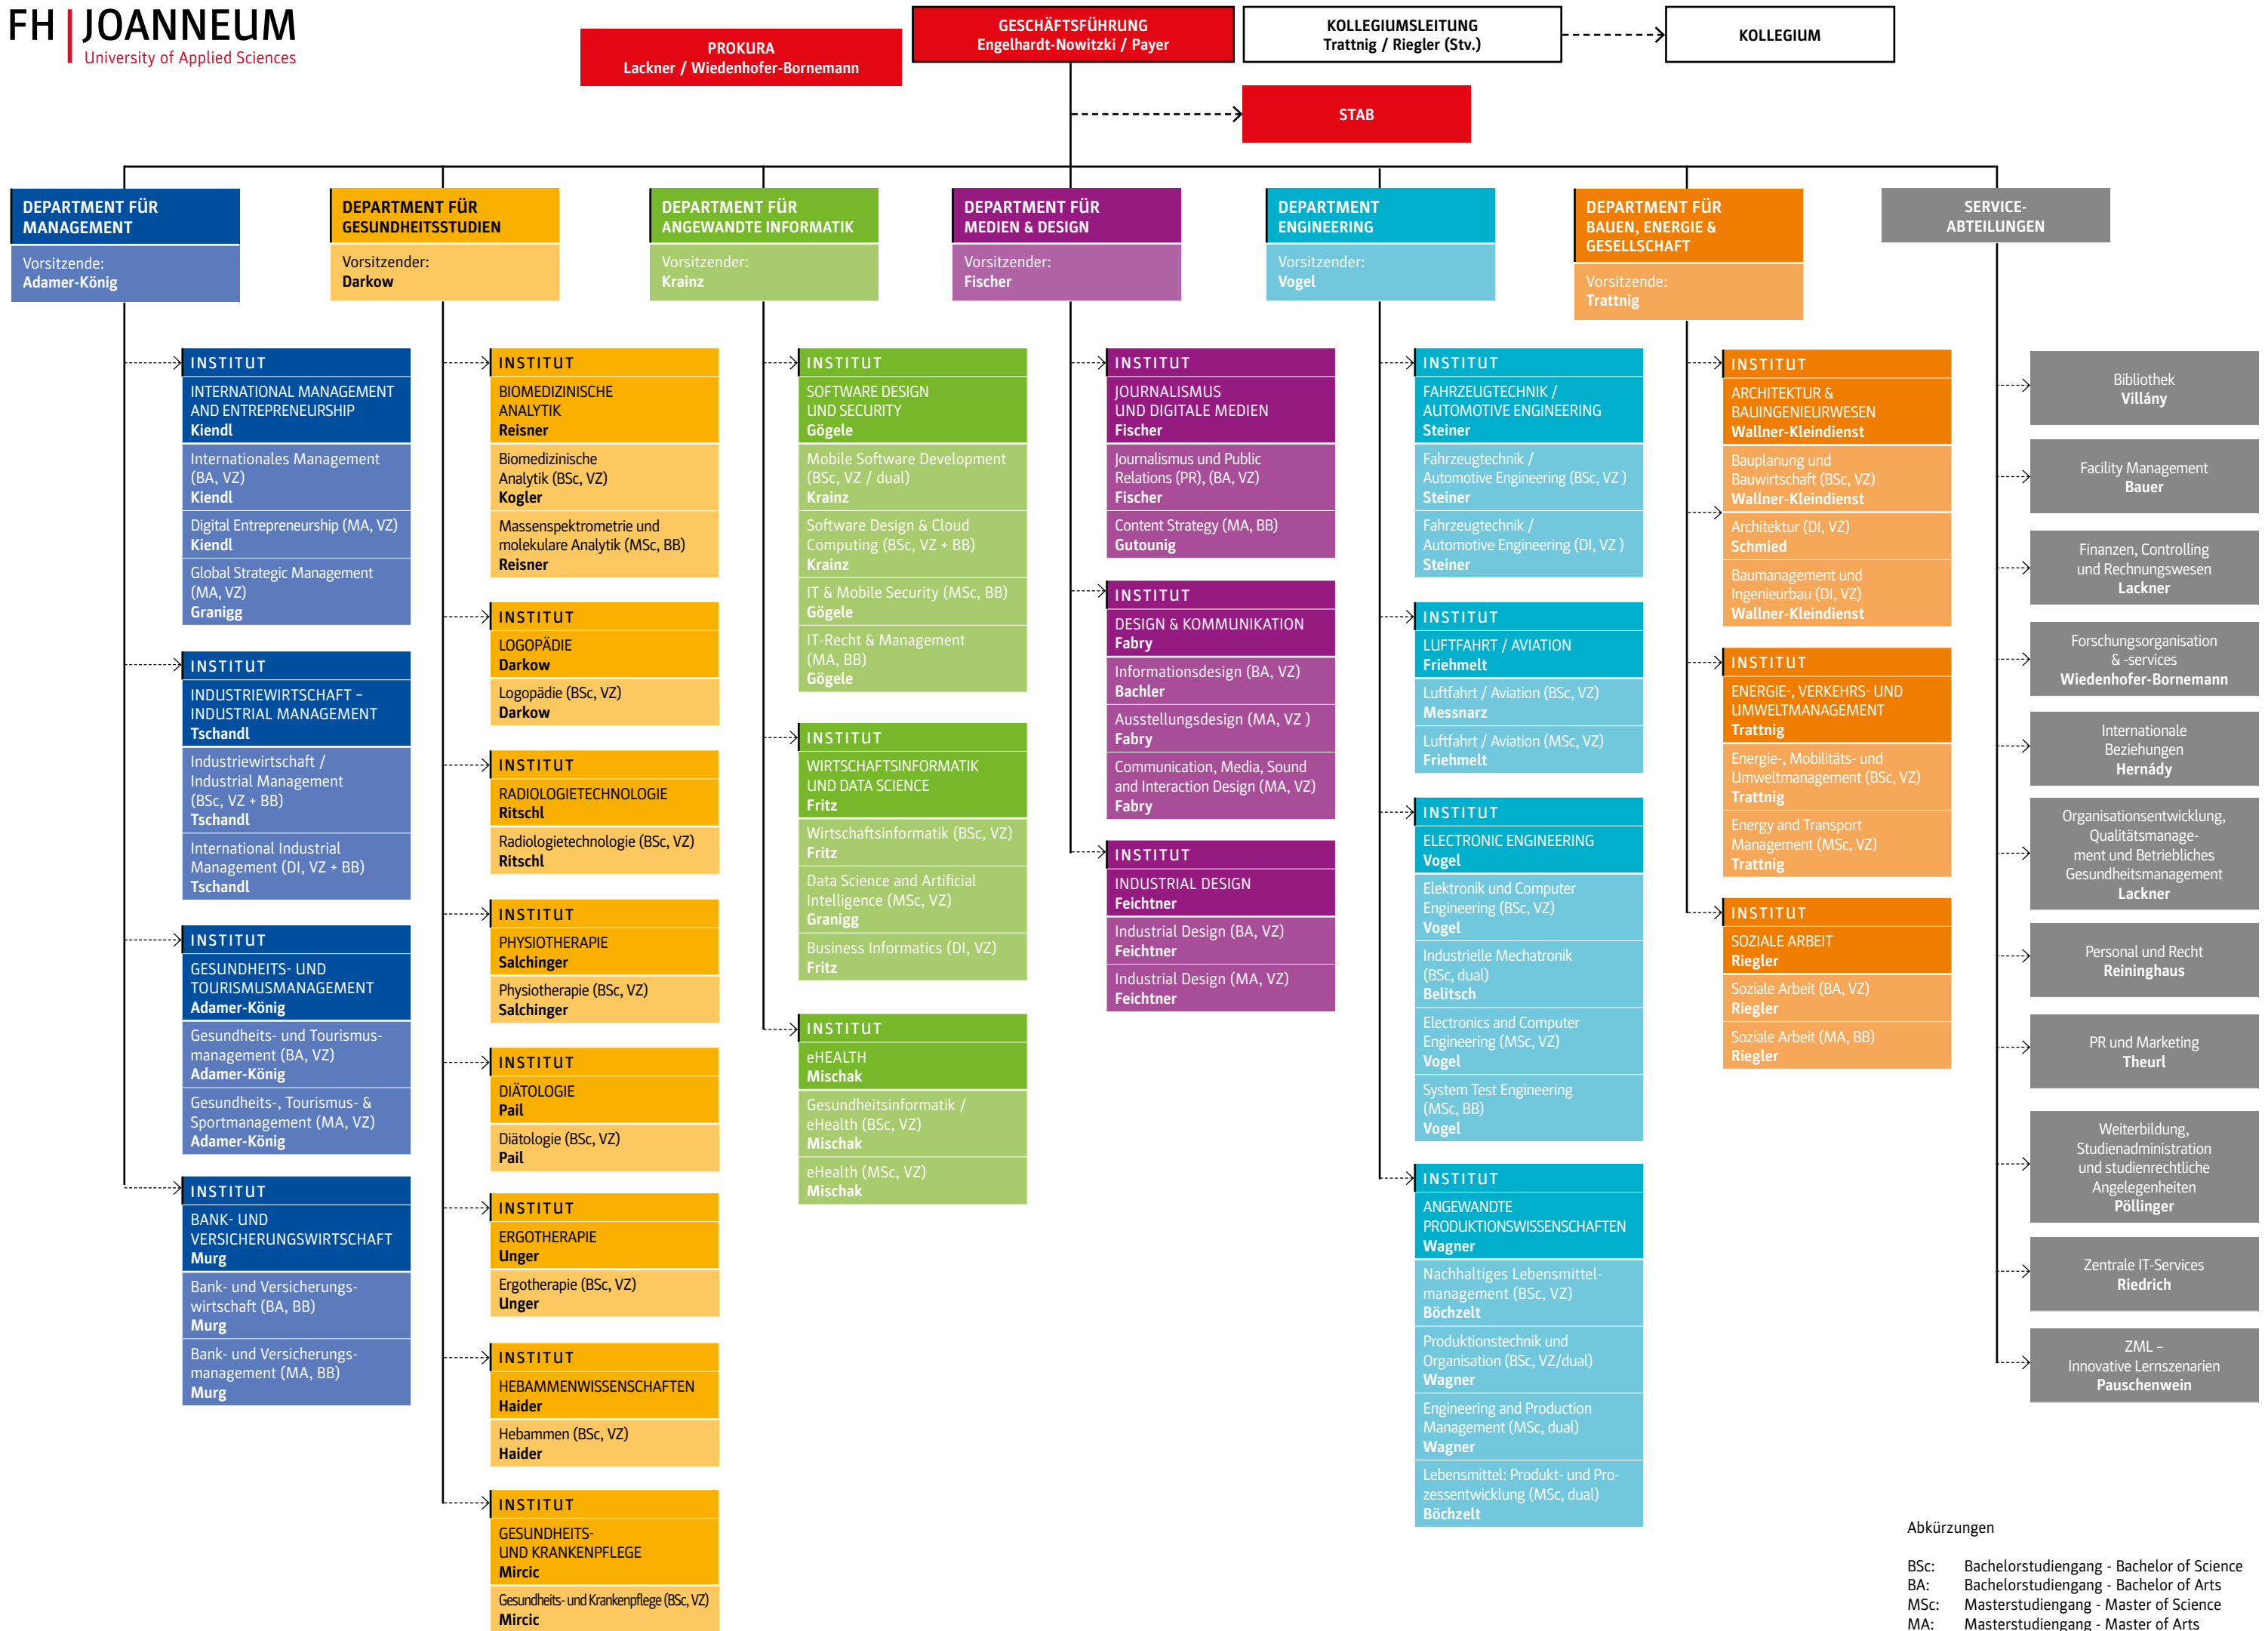 FH | JOANNEUM
University of Applied Sciences
PROKURA
Lackner / Wiedenhofer-Bornemann
GESCHÄFTSFÜHRUNG
Engelhardt-Nowitzki / Payer
KOLLEGIUMSLEITUNG
Trattnig / Riegler (Stv.)
KOLLEGIUM
STAB
DEPARTMENT FÜR
MANAGEMENT
Vorsitzende:
Adamer-König
INSTITUT
INTERNATIONAL MANAGEMENT
AND ENTREPRENEURSHIP
Kiendl
Internationales Management
(BA, VZ)
Kiendl
Digital Entrepreneurship (MA, VZ)
Kiendl
Global Strategic Management
(MA, VZ)
Granigg
INSTITUT
INDUSTRIEWIRTSCHAFT –
INDUSTRIAL MANAGEMENT
Tschandl
Industriewirtschaft /
Industrial Management
(BSc, VZ + BB)
Tschandl
International Industrial
Management (DI, VZ + BB)
Tschandl
INSTITUT
GESUNDHEITS- UND
TOURISMUSMANAGEMENT
Adamer-König
Gesundheits- und Tourismus-
management (BA, VZ)
Adamer-König
Gesundheits-, Tourismus- &
Sportmanagement (MA, VZ)
Adamer-König
INSTITUT
BANK- UND
VERSICHERUNGSWIRTSCHAFT
Murg
Bank- und Versicherungs-
wirtschaft (BA, BB)
Murg
Bank- und Versicherungs-
management (MA, BB)
Murg
DEPARTMENT FÜR
GESUNDHEITSSTUDIEN
Vorsitzender:
Darkow
INSTITUT
BIOMEDIZINISCHE
ANALYTIK
Reisner
Biomedizinische
Analytik (BSc, VZ)
Kogler
Massenspektrometrie und
molekulare Analytik (MSc, BB)
Reisner
INSTITUT
LOGOPÄDIE
Darkow
Logopädie (BSc, VZ)
Darkow
INSTITUT
RADIOLOGIETECHNOLOGIE
Ritschl
Radiologietechnologie (BSc, VZ)
Ritschl
INSTITUT
PHYSIOTHERAPIE
Salchinger
Physiotherapie (BSc, VZ)
Salchinger
INSTITUT
DIÄTOLOGIE
Pail
Diätologie (BSc, VZ)
Pail
INSTITUT
ERGOTHERAPIE
Unger
Ergotherapie (BSc, VZ)
Unger
INSTITUT
HEBAMMENWISSENSCHAFTEN
Haider
Hebammen (BSc, VZ)
Haider
INSTITUT
GESUNDHEITS-
UND KRANKENPFLEGE
Mircic
Gesundheits- und Krankenpflege (BSc, VZ)
Mircic
DEPARTMENT FÜR
ANGEWANDTE INFORMATIK
Vorsitzender:
Krainz
INSTITUT
SOFTWARE DESIGN
UND SECURITY
Gögele
Mobile Software Development
(BSc, VZ / dual)
Krainz
Software Design & Cloud
Computing (BSc, VZ + BB)
Krainz
IT & Mobile Security (MSc, BB)
Gögele
IT-Recht & Management
(MA, BB)
Gögele
INSTITUT
WIRTSCHAFTSINFORMATIK
UND DATA SCIENCE
Fritz
Wirtschaftsinformatik (BSc, VZ)
Fritz
Data Science and Artificial
Intelligence (MSc, VZ)
Granigg
Business Informatics (DI, VZ)
Fritz
INSTITUT
eHEALTH
Mischak
Gesundheitsinformatik /
eHealth (BSc, VZ)
Mischak
eHealth (MSc, VZ)
Mischak
DEPARTMENT FÜR
MEDIEN & DESIGN
Vorsitzender:
Fischer
INSTITUT
JOURNALISMUS
UND DIGITALE MEDIEN
Fischer
Journalismus und Public
Relations (PR), (BA, VZ)
Fischer
Content Strategy (MA, BB)
Gutounig
INSTITUT
DESIGN & KOMMUNIKATION
Fabry
Informationsdesign (BA, VZ)
Bachler
Ausstellungsdesign (MA, VZ )
Fabry
Communication, Media, Sound
and Interaction Design (MA, VZ)
Fabry
INSTITUT
INDUSTRIAL DESIGN
Feichtner
Industrial Design (BA, VZ)
Feichtner
Industrial Design (MA, VZ)
Feichtner
DEPARTMENT
ENGINEERING
Vorsitzender:
Vogel
INSTITUT
FAHRZEUGTECHNIK /
AUTOMOTIVE ENGINEERING
Steiner
Fahrzeugtechnik /
Automotive Engineering (BSc, VZ )
Steiner
Fahrzeugtechnik /
Automotive Engineering (DI, VZ )
Steiner
INSTITUT
LUFTFAHRT / AVIATION
Friehmelt
Luftfahrt / Aviation (BSc, VZ)
Messnarz
Luftfahrt / Aviation (MSc, VZ)
Friehmelt
INSTITUT
ELECTRONIC ENGINEERING
Vogel
Elektronik und Computer
Engineering (BSc, VZ)
Vogel
Industrielle Mechatronik
(BSc, dual)
Belitsch
Electronics and Computer
Engineering (MSc, VZ)
Vogel
System Test Engineering
(MSc, BB)
Vogel
INSTITUT
ANGEWANDTE
PRODUKTIONSWISSENSCHAFTEN
Wagner
Nachhaltiges Lebensmittel-
management (BSc, VZ)
Böchzelt
Produktionstechnik und
Organisation (BSc, VZ/dual)
Wagner
Engineering and Production
Management (MSc, dual)
Wagner
Lebensmittel: Produkt- und Pro-
zessentwicklung (MSc, dual)
Böchzelt
DEPARTMENT FÜR
BAUEN, ENERGIE &
GESELLSCHAFT
Vorsitzende:
Trattnig
INSTITUT
ARCHITEKTUR &
BAUINGENIEURWESEN
Wallner-Kleindienst
Bauplanung und
Bauwirtschaft (BSc, VZ)
Wallner-Kleindienst
Architektur (DI, VZ)
Schmied
Baumanagement und
Ingenieurbau (DI, VZ)
Wallner-Kleindienst
INSTITUT
ENERGIE-, VERKEHRS- UND
UMWELTMANAGEMENT
Trattnig
Energie-, Mobilitäts- und
Umweltmanagement (BSc, VZ)
Trattnig
Energy and Transport
Management (MSc, VZ)
Trattnig
INSTITUT
SOZIALE ARBEIT
Riegler
Soziale Arbeit (BA, VZ)
Riegler
Soziale Arbeit (MA, BB)
Riegler
SERVICE-
ABTEILUNGEN
Bibliothek
Villány
Facility Management
Bauer
Finanzen, Controlling
und Rechnungswesen
Lackner
Forschungsorganisation
& -services
Wiedenhofer-Bornemann
Internationale
Beziehungen
Hernády
Organisationsentwicklung,
Qualitätsmanage-
ment und Betriebliches
Gesundheitsmanagement
Lackner
Personal und Recht
Reininghaus
PR und Marketing
Theurl
Weiterbildung,
Studienadministration
und studienrechtliche
Angelegenheiten
Pöllinger
Zentrale IT-Services
Riedrich
ZML –
Innovative Lernszenarien
Pauschenwein
Abkürzungen
BSc: Bachelorstudiengang - Bachelor of Science
BA: Bachelorstudiengang - Bachelor of Arts
MSc: Masterstudiengang - Master of Science
MA: Masterstudiengang - Master of Arts